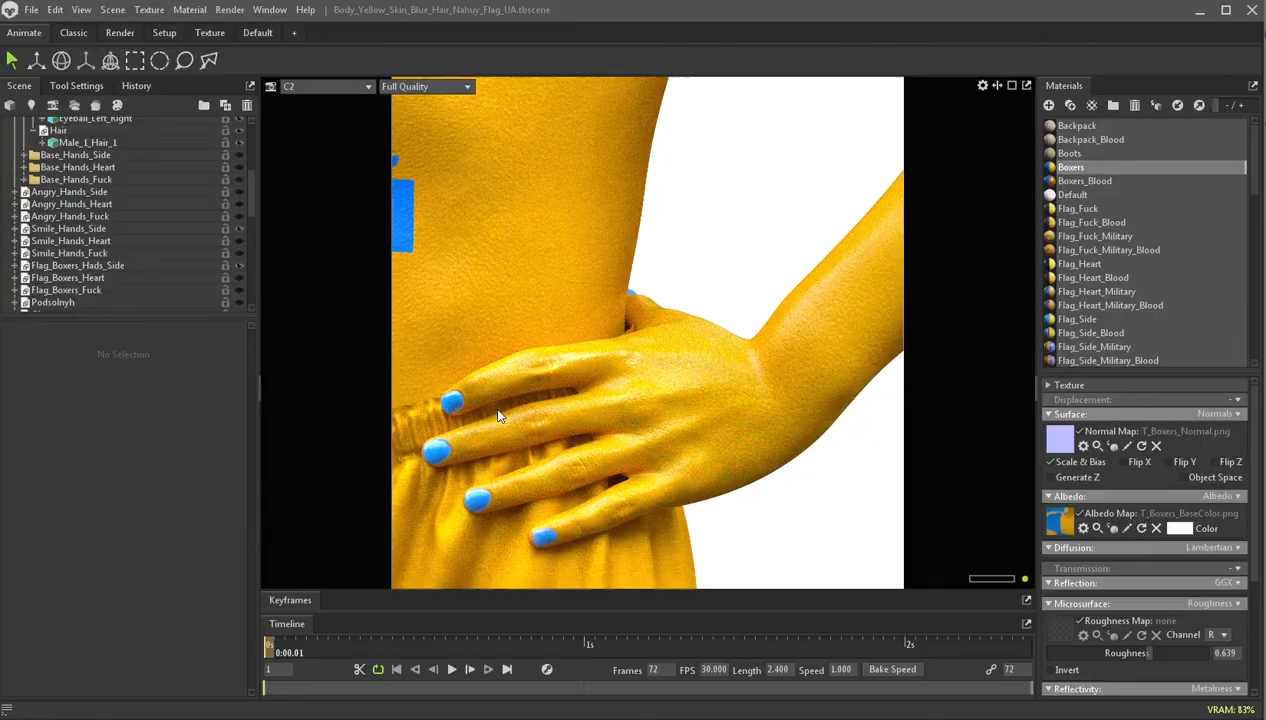 File Edit View Scene Texture Material Render Window Help Body_Yellow_Skin_Blue_Hair_Nahuy_Flag_UA.tbscene
Animate Classic Render Setup Texture Default +
Scene Tool Settings History
C2 Full Quality
Materials
- / +
Eyeball_Left_Right
Hair
Male_1_Hair_1
Base_Hands_Side
Base_Hands_Heart
Base_Hands_Fuck
Angry_Hands_Side
Angry_Hands_Heart
Angry_Hands_Fuck
Smile_Hands_Side
Smile_Hands_Heart
Smile_Hands_Fuck
Flag_Boxers_Hads_Side
Flag_Boxers_Heart
Flag_Boxers_Fuck
Podsolnyh
No Selection
Backpack
Backpack_Blood
Boots
Boxers
Boxers_Blood
Default
Flag_Fuck
Flag_Fuck_Blood
Flag_Fuck_Military
Flag_Fuck_Military_Blood
Flag_Heart
Flag_Heart_Blood
Flag_Heart_Military
Flag_Heart_Military_Blood
Flag_Side
Flag_Side_Blood
Flag_Side_Military
Flag_Side_Military_Blood
Texture
Displacement: -
Surface: Normals
Normal Map: T_Boxers_Normal.png
Scale & Bias Flip X Flip Y Flip Z
Generate Z Object Space
Albedo: Albedo
Albedo Map: T_Boxers_BaseColor.png
Color
Diffusion: Lambertian
Transmission: -
Reflection: GGX
Microsurface: Roughness
Roughness Map: none
Channel R
Roughness 0.639
Invert
Reflectivity: Metalness
Keyframes
Timeline
0s 1s 2s
0:00.01
1 Frames 72 FPS 30.000 Length 2.400 Speed 1.000 Bake Speed 72
VRAM: 83%